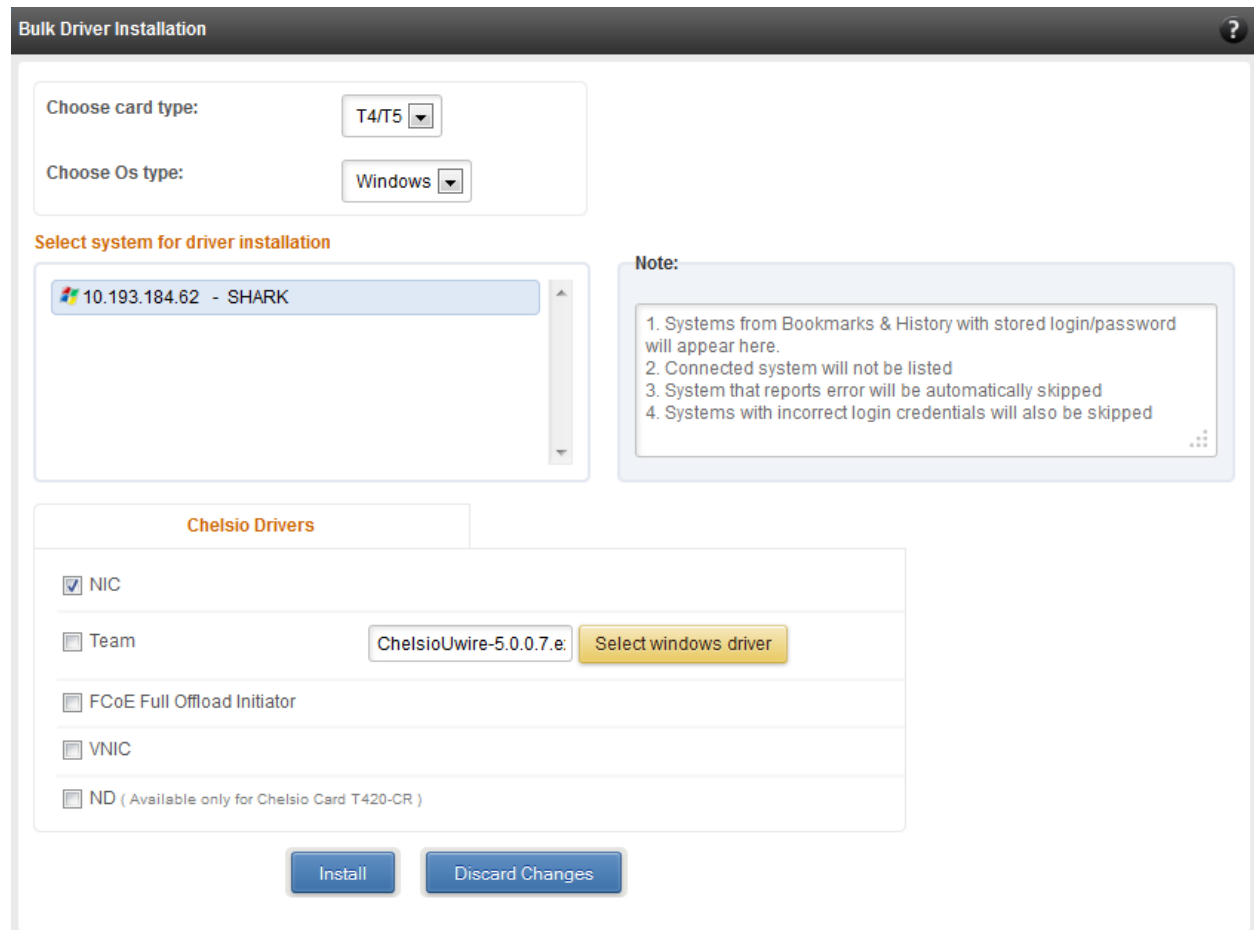 Bulk Driver Installation
?
Choose card type:
T4/T5
Choose Os type:
Windows
Select system for driver installation
10.193.184.62 - SHARK
Note:
1. Systems from Bookmarks & History with stored login/password
will appear here.
2. Connected system will not be listed
3. System that reports error will be automatically skipped
4. Systems with incorrect login credentials will also be skipped
Chelsio Drivers
NIC
Team
ChelsioUwire-5.0.0.7.e
Select windows driver
FCoE Full Offload Initiator
VNIC
ND ( Available only for Chelsio Card T420-CR )
Install
Discard Changes